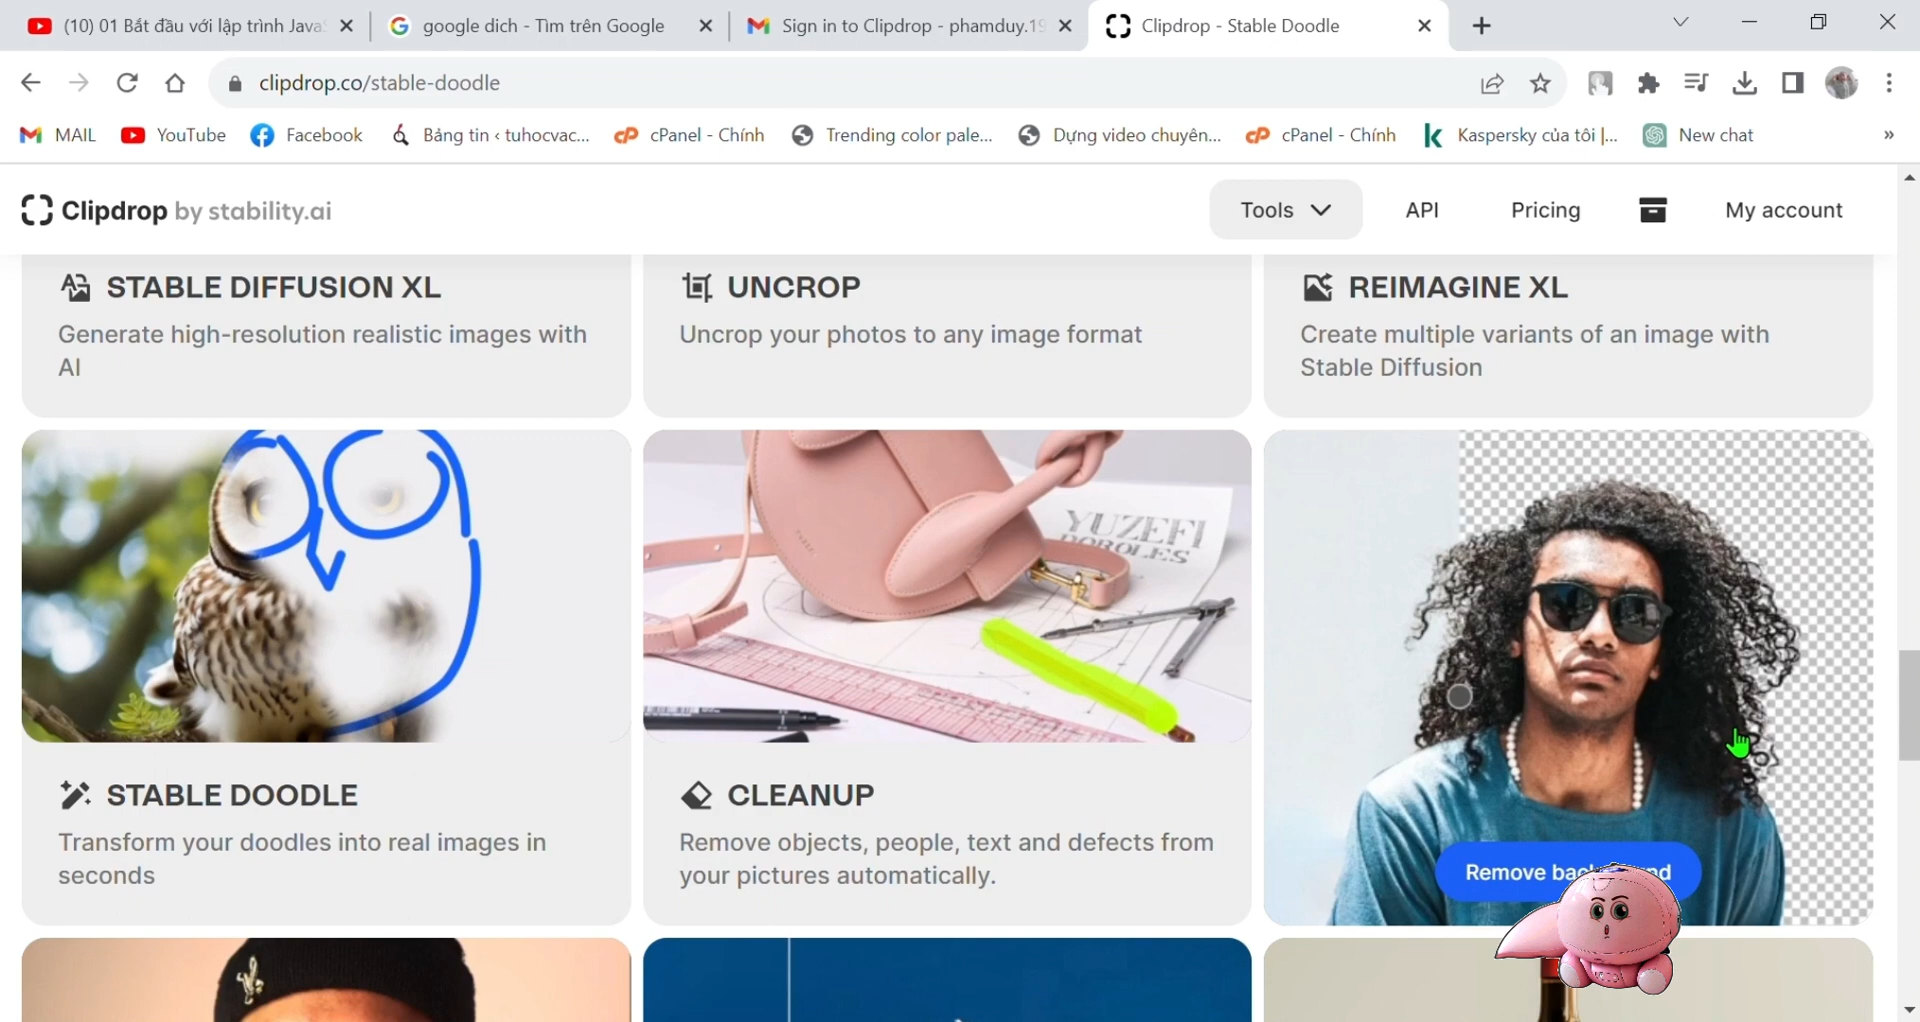 (10) 01 Bắt đầu với lập trình Java
google dich - Tìm trên Google
Sign in to Clipdrop - phamduy.19
Clipdrop - Stable Doodle
clipdrop.co/stable-doodle
MAIL
YouTube
Facebook
Bảng tin ‹ tuhocvac...
cPanel - Chính
Trending color pale...
Dựng video chuyên...
cPanel - Chính
Kaspersky của tôi |...
New chat
»
Clipdrop by stability.ai
Tools
API
Pricing
My account
STABLE DIFFUSION XL
Generate high-resolution realistic images with
AI
UNCROP
Uncrop your photos to any image format
REIMAGINE XL
Create multiple variants of an image with
Stable Diffusion
YUZEFI
STABLE DOODLE
Transform your doodles into real images in
seconds
CLEANUP
Remove objects, people, text and defects from
your pictures automatically.
Remove